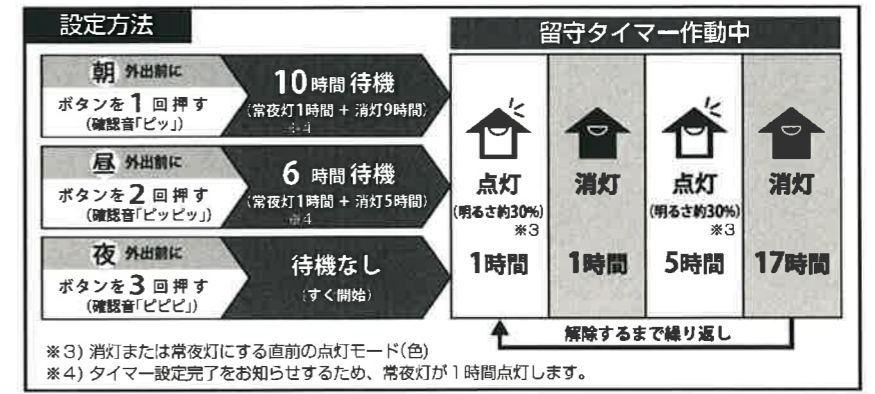 設定方法
留守タイマー作動中
朝 外出前に
ボタンを1回押す
(確認音「ピッ」)
10時間待機
(常夜灯1時間 + 消灯9時間)
※4
昼 外出前に
ボタンを2回押す
(確認音「ピッピッ」)
6時間待機
(常夜灯1時間 + 消灯5時間)
※4
夜 外出前に
ボタンを3回押す
(確認音「ピピピ」)
待機なし
(すぐ開始)
点灯
(明るさ約30%)
※3
1時間
消灯
1時間
点灯
(明るさ約30%)
※3
5時間
消灯
17時間
解除するまで繰り返し
※3) 消灯または常夜灯にする直前の点灯モード(色)
※4) タイマー設定完了をお知らせするため、常夜灯が1時間点灯します。